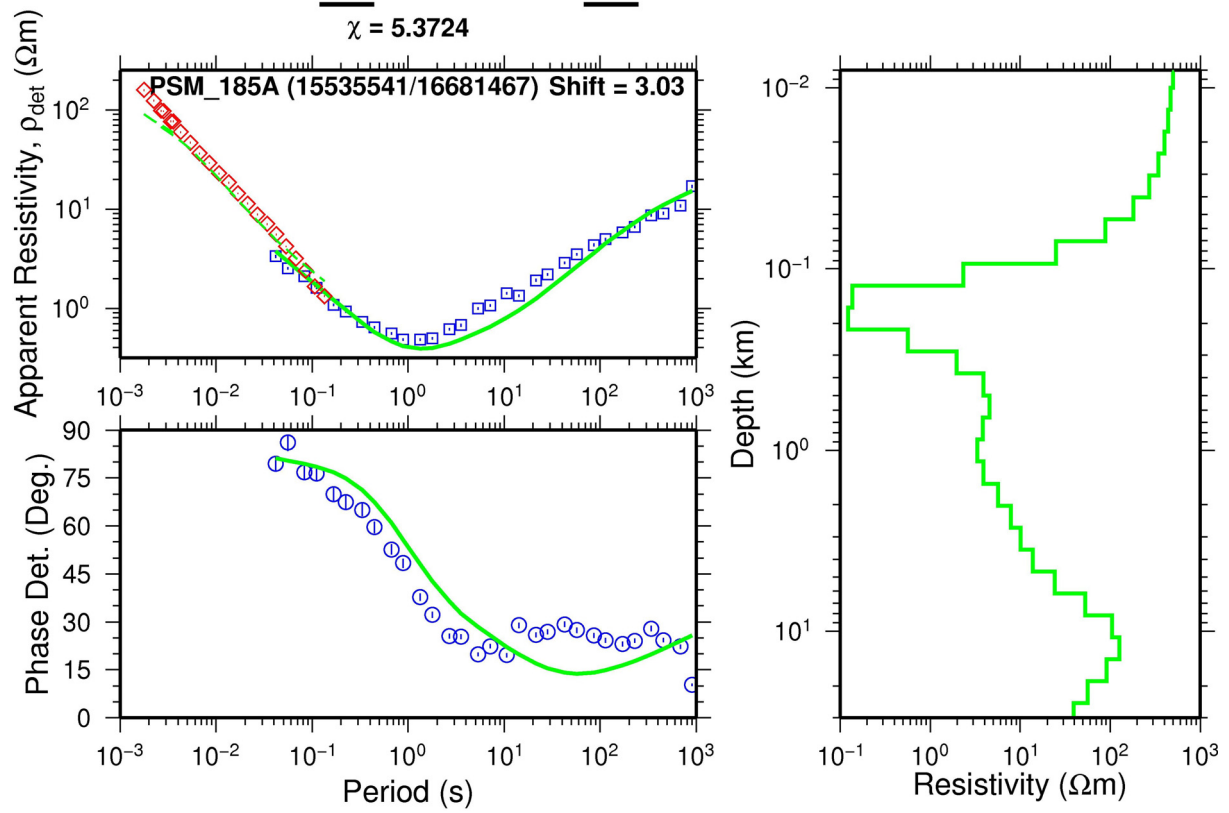 χ = 5.3724
PSM_185A (15535541/16681467) Shift = 3.03
Apparent Resistivity, ρdet (Ωm)
10²
10¹
10⁰
10⁻³ 10⁻² 10⁻¹ 10⁰ 10¹ 10² 10³
Phase Det. (Deg.)
90
75
60
45
30
15
0
10⁻³ 10⁻² 10⁻¹ 10⁰ 10¹ 10² 10³
Period (s)
Depth (km)
10⁻²
10⁻¹
10⁰
10¹
10⁻¹ 10⁰ 10¹ 10² 10³
Resistivity (Ωm)